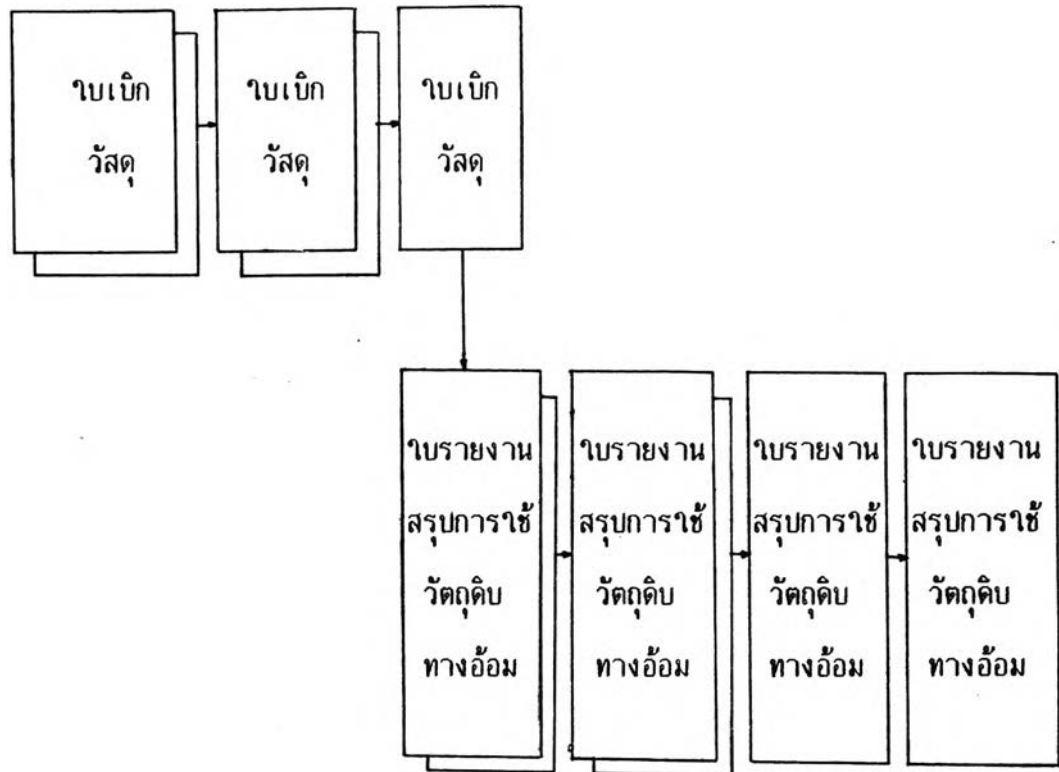 ใบเบิก
วัสดุ
ใบเบิก
วัสดุ
ใบเบิก
วัสดุ
ใบรายงาน
สรุปการใช้
วัตถุดิบ
ทางอ้อม
ใบรายงาน
สรุปการใช้
วัตถุดิบ
ทางอ้อม
ใบรายงาน
สรุปการใช้
วัตถุดิบ
ทางอ้อม
ใบรายงาน
สรุปการใช้
วัตถุดิบ
ทางอ้อม